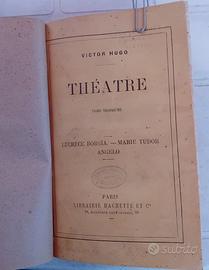 VICTOR HUGO
THÉATRE
LUCRÈCE BORGIA. — MARIE TUDOR
ANGELO
PARIS
LIBRAIRIE HACHETTE ET Cie
subito